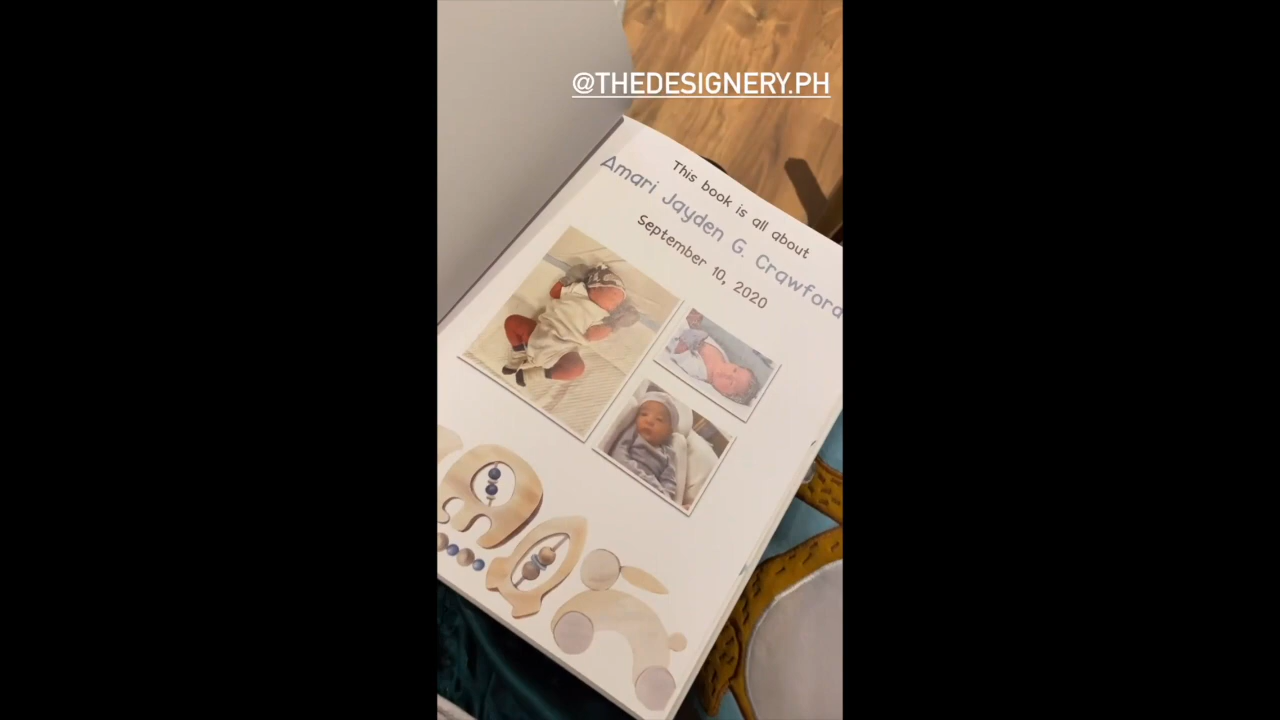 @THEDESIGNERY.PH
This book is all about
Amari Jayden G. Crawford
September 10, 2020